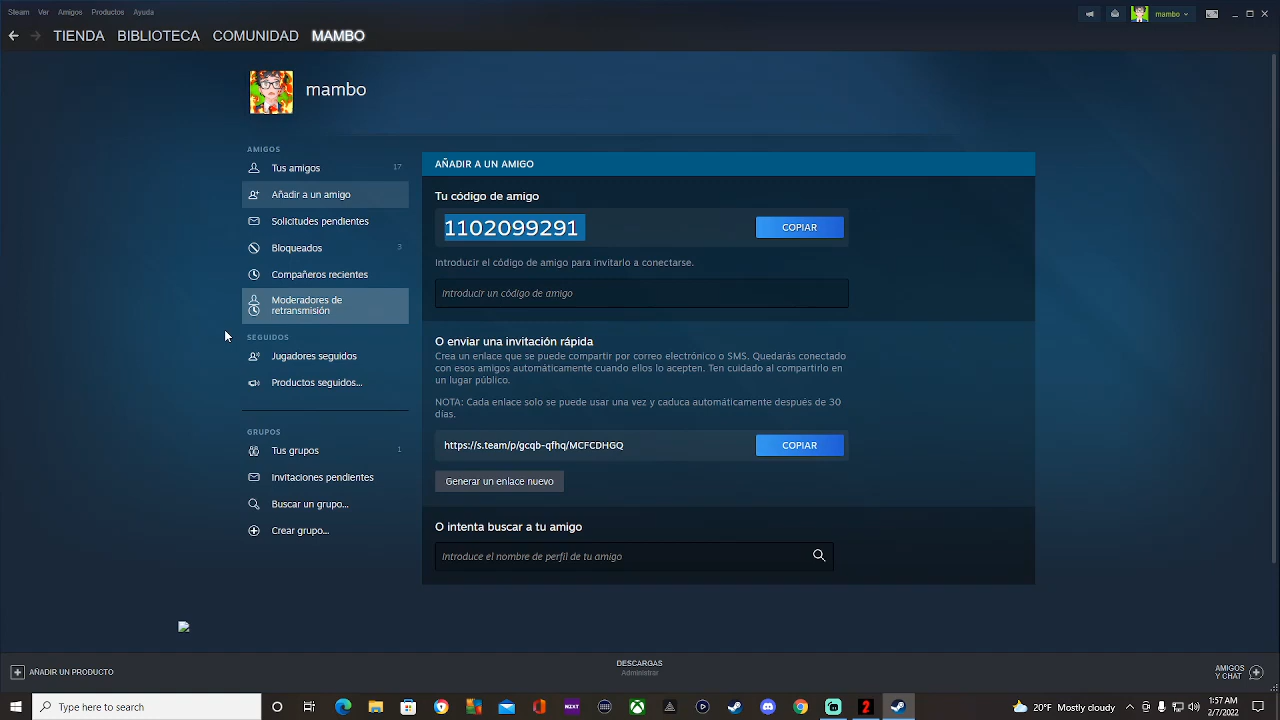 Steam Ver Amigos Productos Ayuda
mambo
TIENDA BIBLIOTECA COMUNIDAD MAMBO
mambo
AMIGOS
Tus amigos 17
Añadir a un amigo
Solicitudes pendientes
Bloqueados 3
Compañeros recientes
Moderadores de
retransmisión
SEGUIDOS
Jugadores seguidos
Productos seguidos...
GRUPOS
Tus grupos 1
Invitaciones pendientes
Buscar un grupo...
Crear grupo...
AÑADIR A UN AMIGO
Tu código de amigo
1102099291 COPIAR
Introducir el código de amigo para invitarlo a conectarse.
Introducir un código de amigo
O enviar una invitación rápida
Crea un enlace que se puede compartir por correo electrónico o SMS. Quedarás conectado
con esos amigos automáticamente cuando ellos lo acepten. Ten cuidado al compartirlo en
un lugar público.
NOTA: Cada enlace solo se puede usar una vez y caduca automáticamente después de 30
días.
https://s.team/p/gcqb-qfhq/MCFCDHGQ COPIAR
Generar un enlace nuevo
O intenta buscar a tu amigo
Introduce el nombre de perfil de tu amigo
AÑADIR UN PRODUCTO
DESCARGAS
Administrar
AMIGOS
Y CHAT
Type here to search
NEXT
2
20°F Mostly cloudy
1:57 AM
2/7/2022